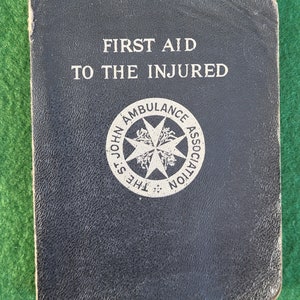 FIRST AID
TO THE INJURED
THE ST JOHN AMBULANCE ASSOCIATION